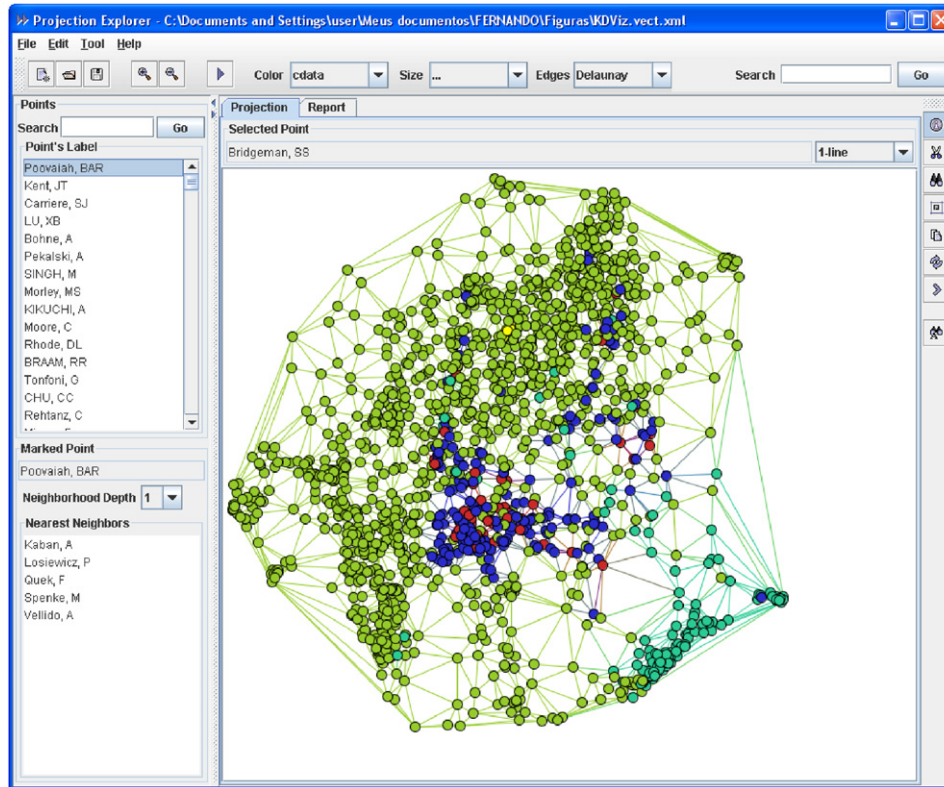 Projection Explorer - C:\Documents and Settings\user\Meus documentos\FERNANDO\Figuras\KDViz.vect.xml
File Edit Tool Help
Color cdata Size ... Edges Delaunay Search Go
Points
Search Go
Point's Label
Poovaiah, BAR
Kent, JT
Carriere, SJ
LU, XB
Bohne, A
Pekalski, A
SINGH, M
Morley, MS
KIKUCHI, A
Moore, C
Rhode, DL
BRAAM, RR
Tonfoni, G
CHU, CC
Rehtanz, C
Marked Point
Poovaiah, BAR
Neighborhood Depth 1
Nearest Neighbors
Kaban, A
Losiewicz, P
Quek, F
Spenke, M
Vellido, A
Projection Report
Selected Point
Bridgeman, SS 1-line